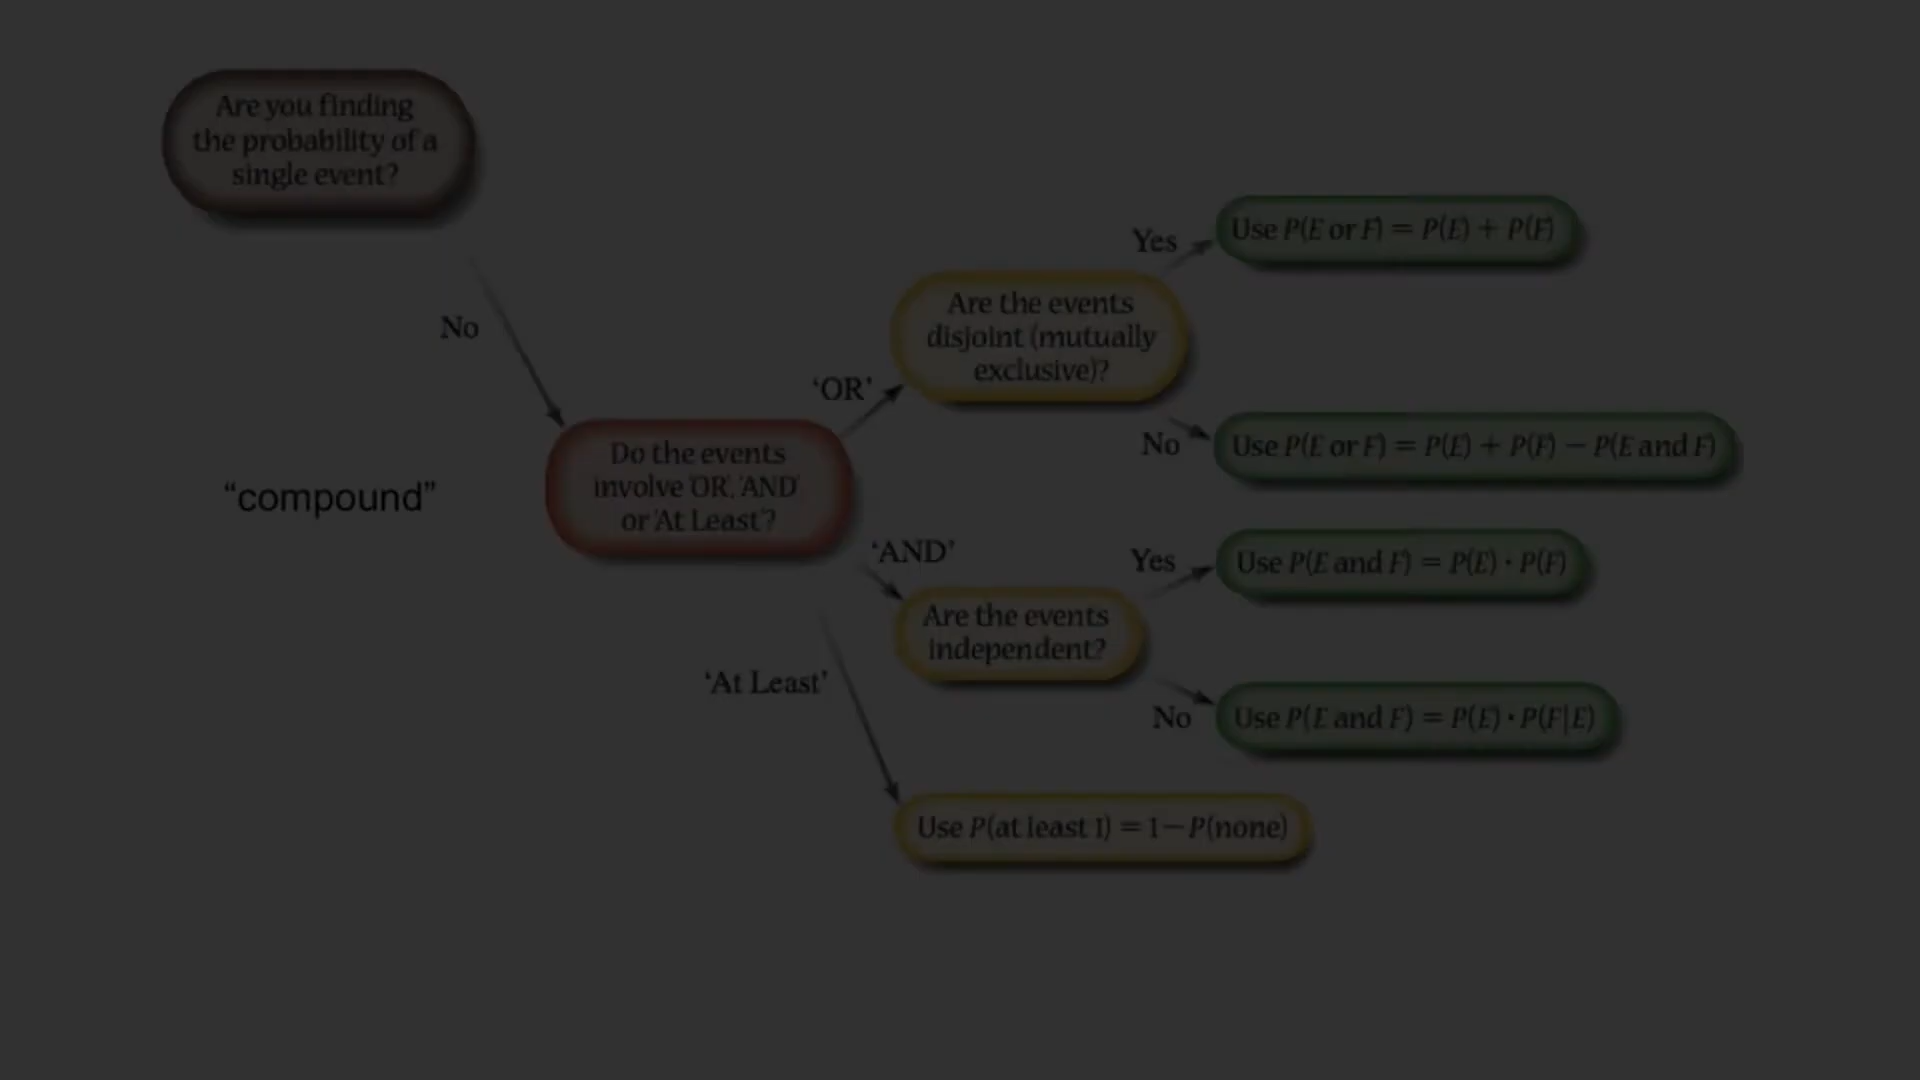 Are you finding
the probability of a
single event?
No
“compound”
Do the events
involve 'OR', 'AND'
or 'At Least'?
‘OR’
Are the events
disjoint (mutually
exclusive)?
Yes
Use P(E or F) = P(E) + P(F)
No
Use P(E or F) = P(E) + P(F) − P(E and F)
‘AND’
Are the events
independent?
Yes
Use P(E and F) = P(E) · P(F)
No
Use P(E and F) = P(E) · P(F|E)
‘At Least’
Use P(at least 1) = 1 − P(none)